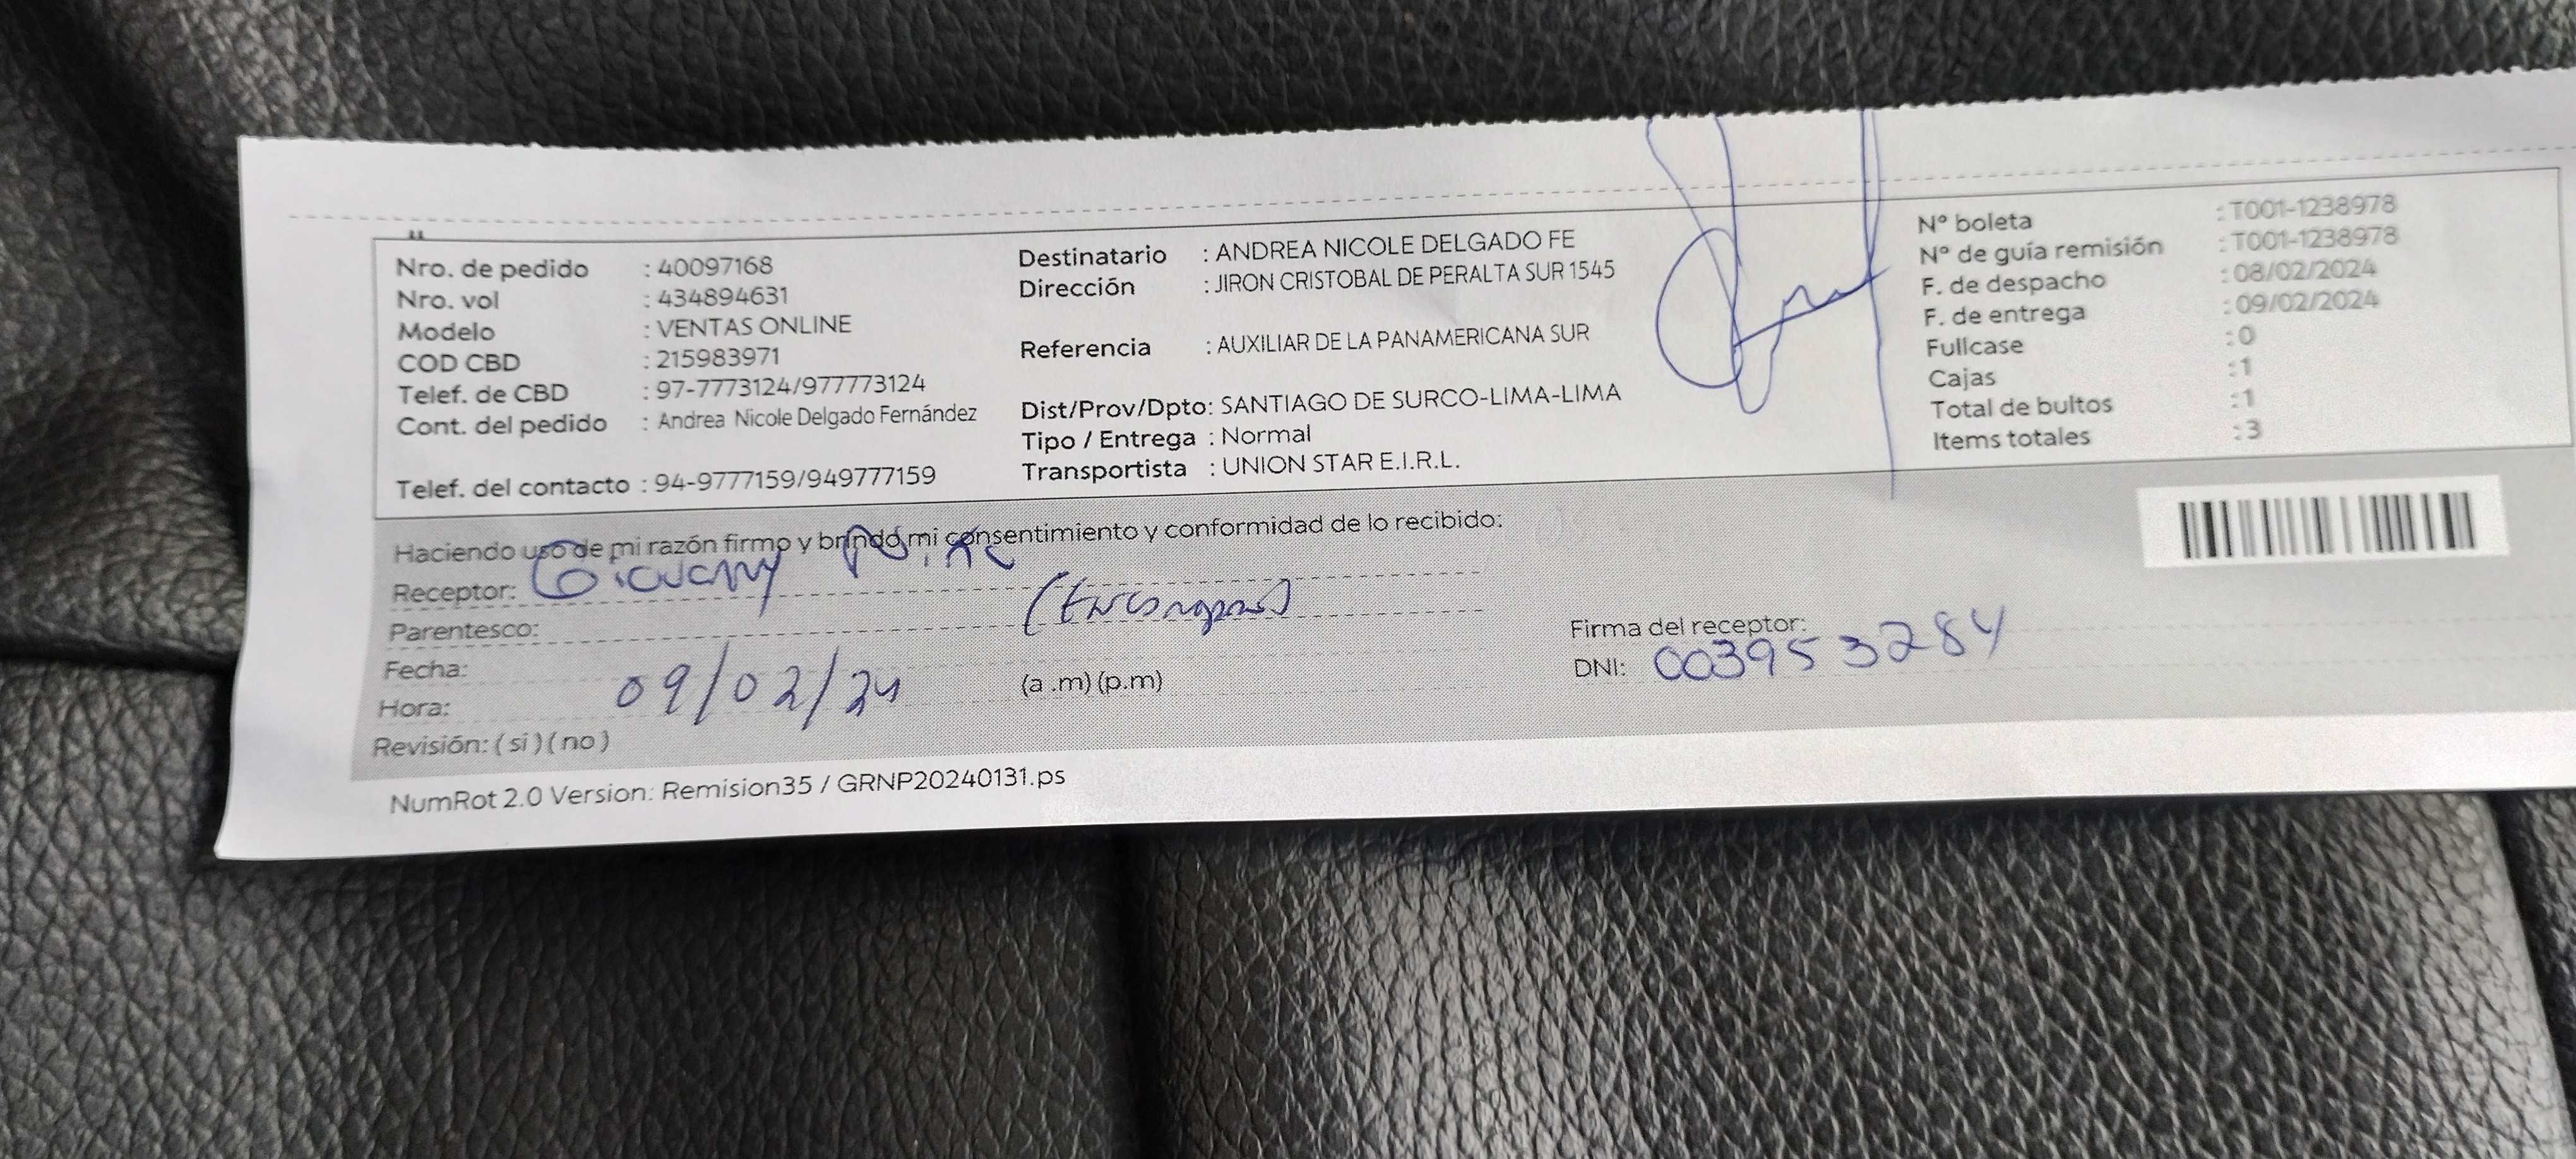 Nro. de pedido : 40097168
Nro. vol : 434894631
Modelo : VENTAS ONLINE
COD CBD : 215983971
Telef. de CBD : 97-7773124/977773124
Cont. del pedido : Andrea Nicole Delgado Fernández
Telef. del contacto : 94-9777159/949777159
Destinatario : ANDREA NICOLE DELGADO FE
Dirección : JIRON CRISTOBAL DE PERALTA SUR 1545
Referencia : AUXILIAR DE LA PANAMERICANA SUR
Dist/Prov/Dpto: SANTIAGO DE SURCO-LIMA-LIMA
Tipo / Entrega : Normal
Transportista : UNION STAR E.I.R.L.
Nº boleta : T001-1238978
Nº de guía remisión : T001-1238978
F. de despacho : 08/02/2024
F. de entrega : 09/02/2024
Fullcase : 0
Cajas : 1
Total de bultos : 1
Items totales : 3
Haciendo uso de mi razón firmo y brindo mi consentimiento y conformidad de lo recibido:
Receptor: Giovanny
Parentesco:
Fecha: 09/02/24
Hora: (a .m) (p.m)
Revisión: ( si ) ( no )
Firma del receptor:
DNI: 003953284
NumRot 2.0 Version: Remision35 / GRNP20240131.ps